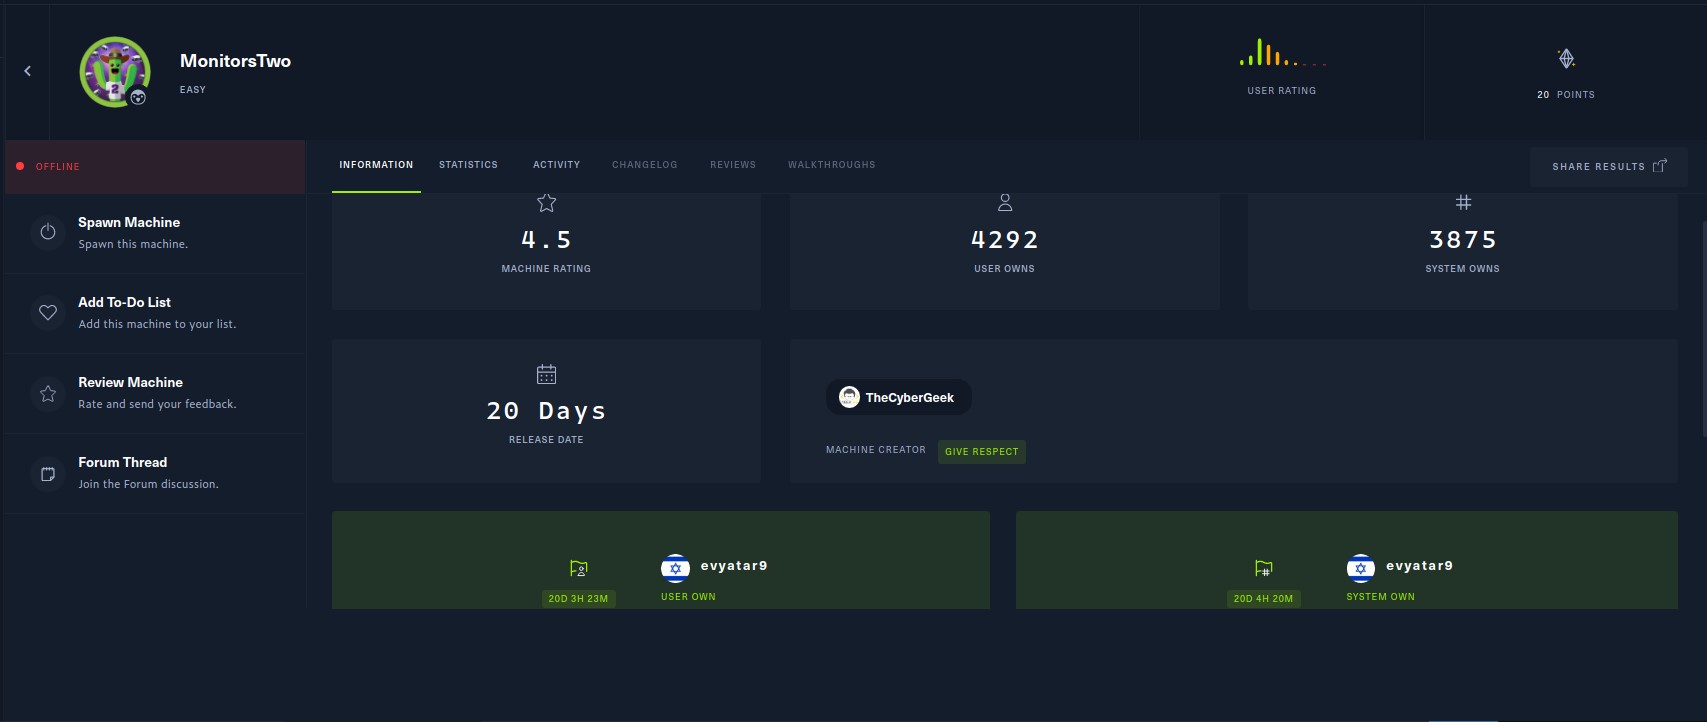 MonitorsTwo
EASY
USER RATING
20 POINTS
OFFLINE
INFORMATION
STATISTICS
ACTIVITY
CHANGELOG
REVIEWS
WALKTHROUGHS
SHARE RESULTS
Spawn Machine
Spawn this machine.
Add To-Do List
Add this machine to your list.
Review Machine
Rate and send your feedback.
Forum Thread
Join the Forum discussion.
4.5
MACHINE RATING
4292
USER OWNS
3875
SYSTEM OWNS
20 Days
RELEASE DATE
TheCyberGeek
MACHINE CREATOR
GIVE RESPECT
evyatar9
20D 3H 23M
USER OWN
evyatar9
20D 4H 20M
SYSTEM OWN
2